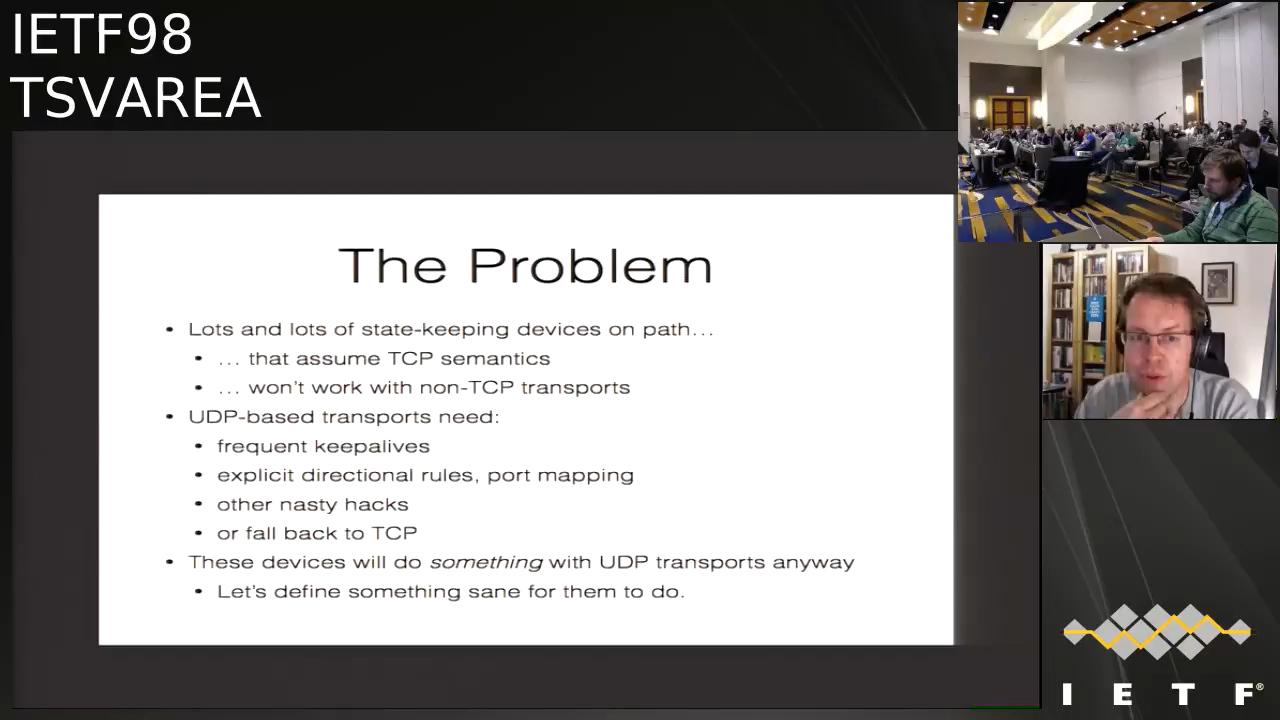 IETF98
TSVAREA
The Problem
• Lots and lots of state-keeping devices on path…
• … that assume TCP semantics
• … won't work with non-TCP transports
• UDP-based transports need:
• frequent keepalives
• explicit directional rules, port mapping
• other nasty hacks
• or fall back to TCP
• These devices will do something with UDP transports anyway
• Let's define something sane for them to do.
I E T F®